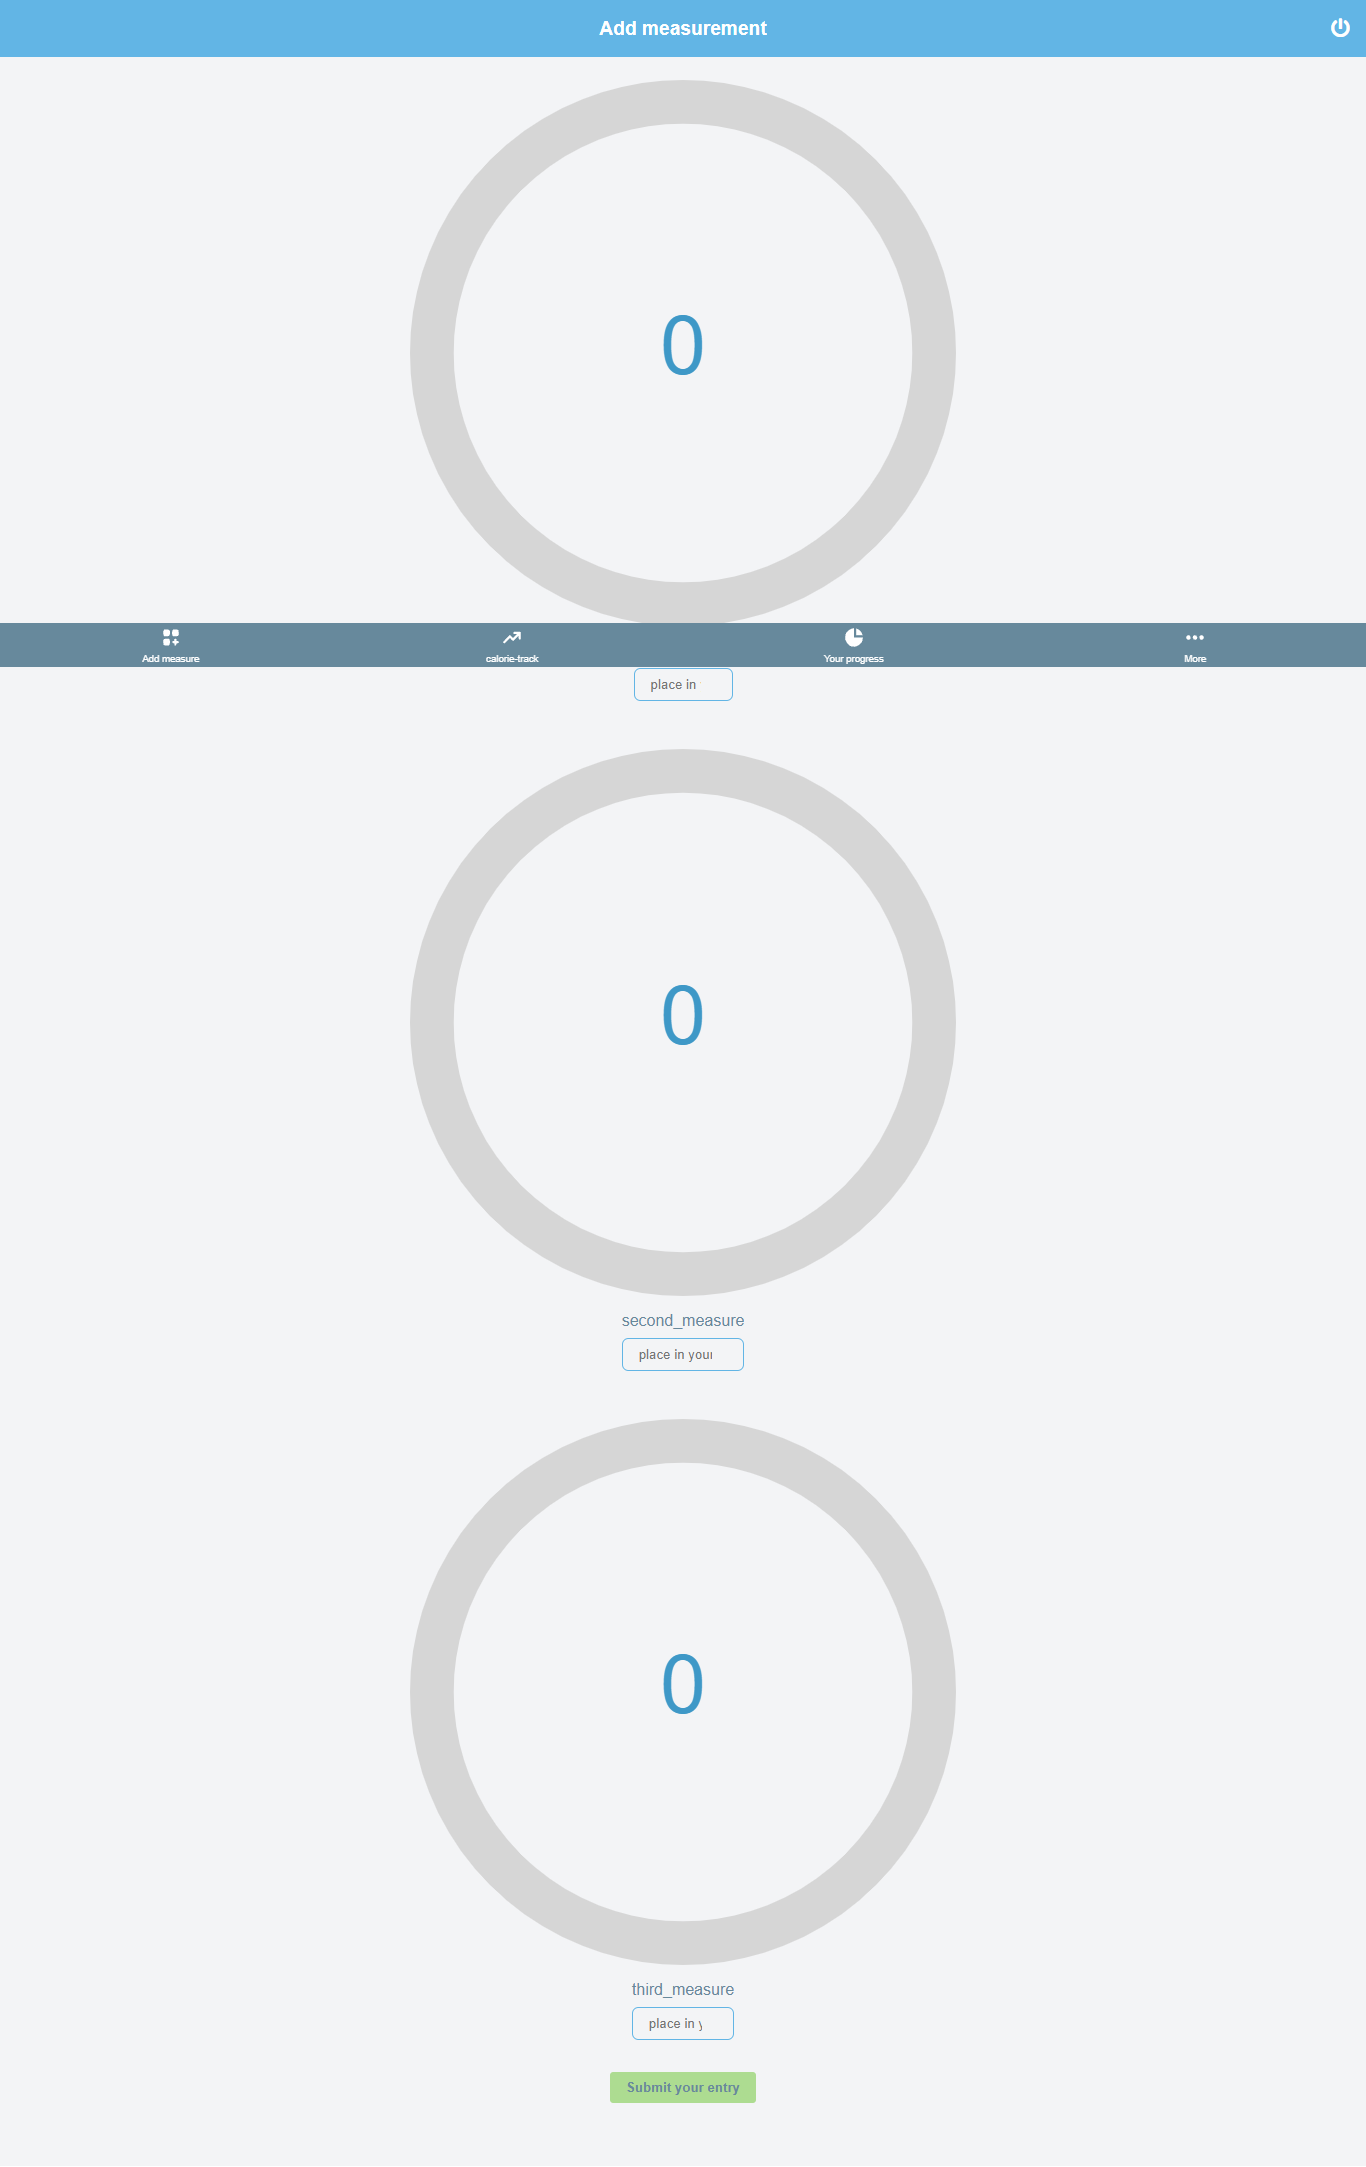 Add measurement
0
Add measure
calorie-track
Your progress
More
place in
0
second_measure
place in your
0
third_measure
place in y
Submit your entry